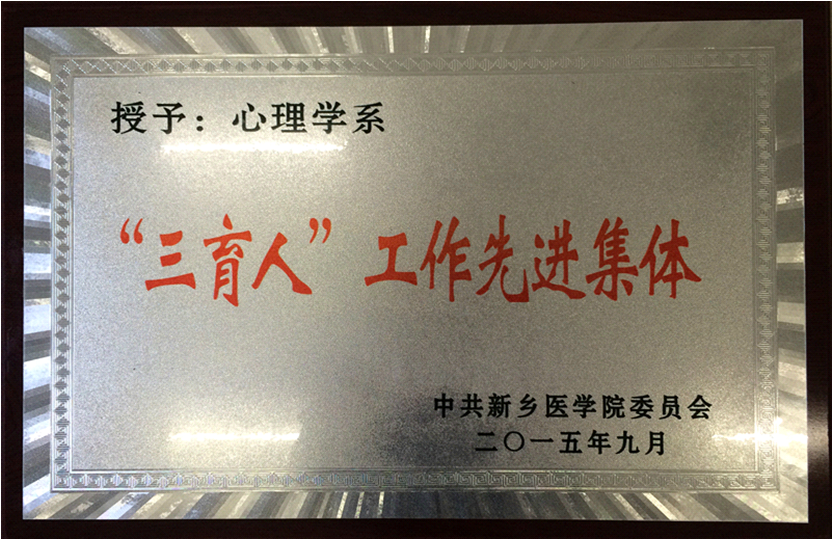 授予：心理学系
“三育人”工作先进集体
中共新乡医学院委员会
二〇一五年九月